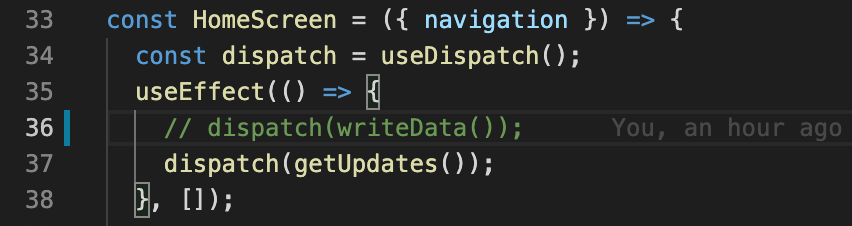 33 const HomeScreen = ({ navigation }) => {
34 const dispatch = useDispatch();
35 useEffect(() => {
36 // dispatch(writeData()); You, an hour ago
37 dispatch(getUpdates());
38 }, []);